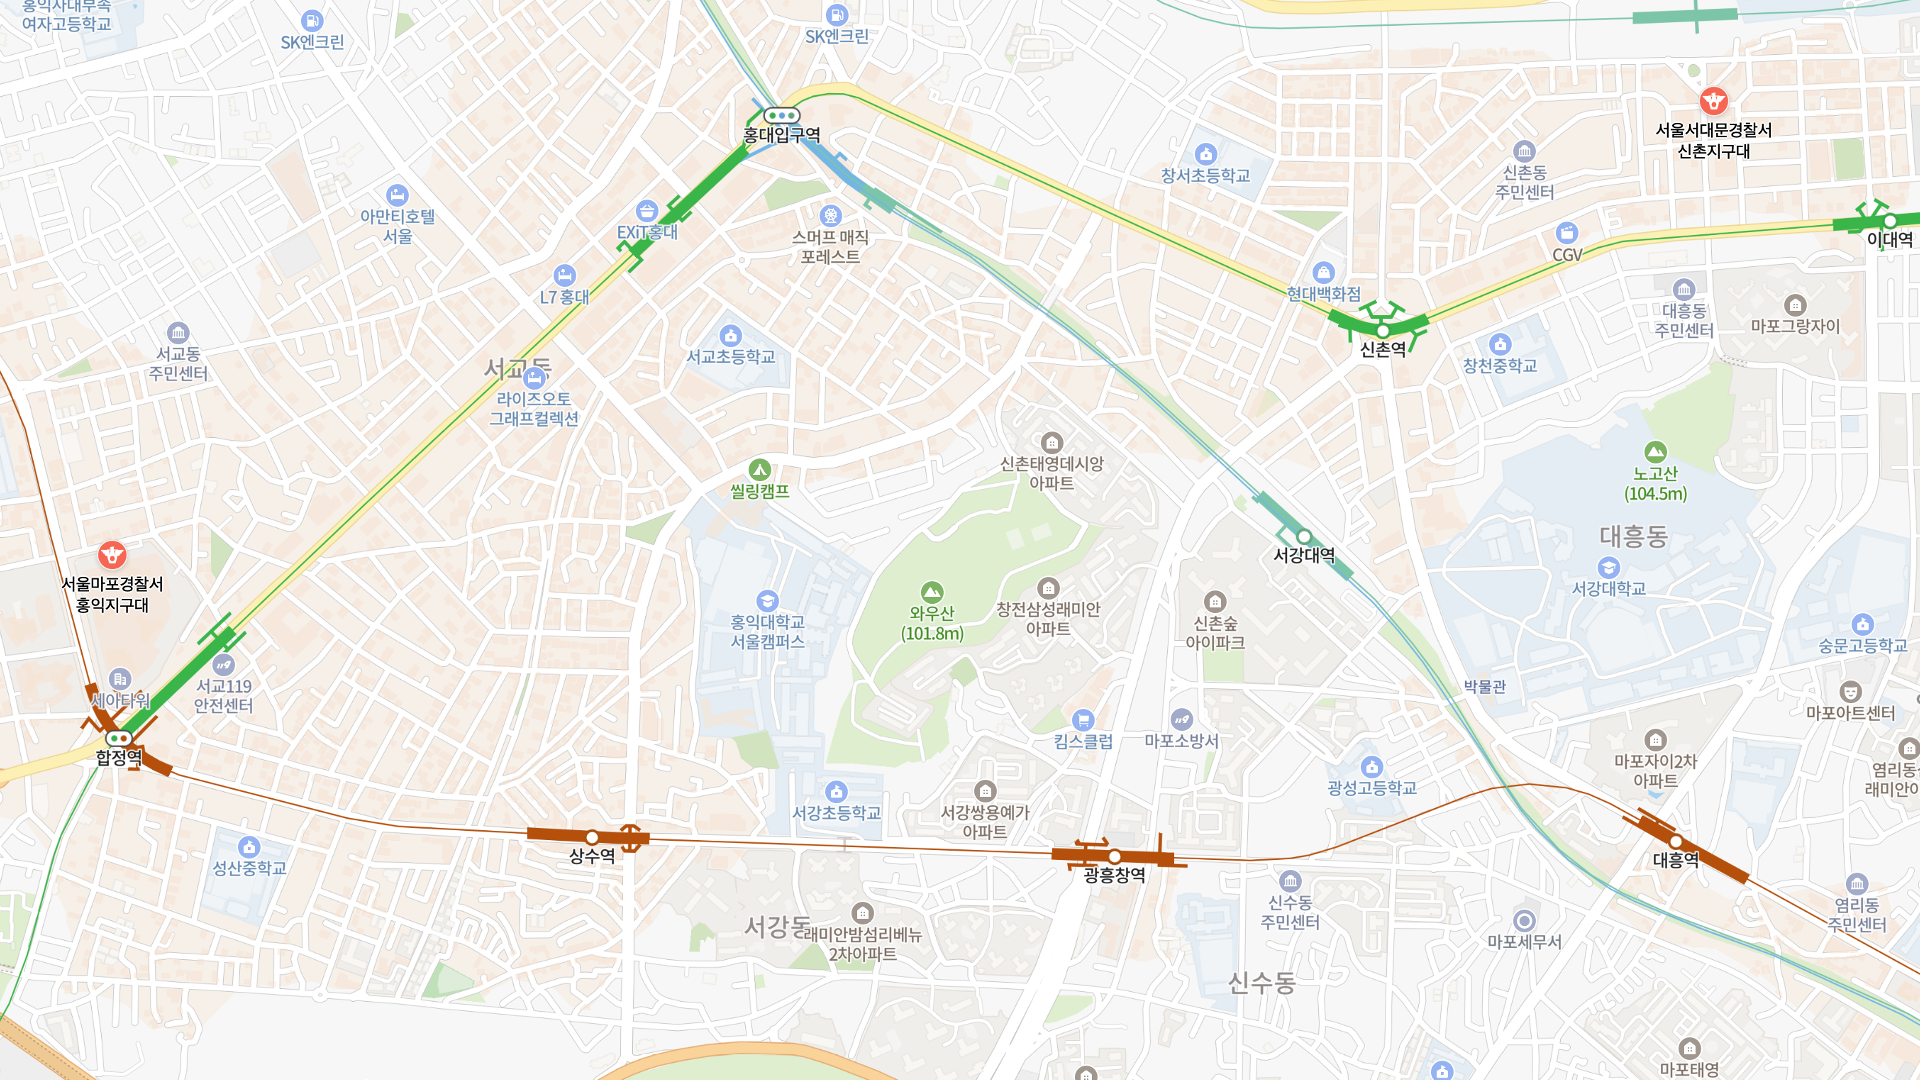 홍익사대부속
여자고등학교
SK엔크린
SK엔크린
홍대입구역
서울서대문경찰서
신촌지구대
창서초등학교
신촌동
주민센터
아만티호텔
서울
EXiT홍대
스머프 매직
포레스트
CGV
이대역
L7 홍대
현대백화점
대흥동
주민센터
마포그랑자이
서교동
주민센터
서교초등학교
신촌역
창천중학교
서교동
라이즈오토
그래프컬렉션
신촌태영데시앙
아파트
노고산
(104.5m)
씰링캠프
대흥동
서강대역
서울마포경찰서
홍익지구대
서강대학교
와우산
(101.8m)
창전삼성래미안
아파트
홍익대학교
서울캠퍼스
신촌숲
아이파크
숭문고등학교
세아타워
서교119
안전센터
박물관
마포아트센터
킴스클럽
마포소방서
합정역
마포자이2차
아파트
염리동
래미안
광성고등학교
서강초등학교
서강쌍용예가
아파트
성산중학교
상수역
광흥창역
대흥역
신수동
주민센터
염리동
주민센터
서강동
래미안밤섬리베뉴
2차아파트
마포세무서
신수동
마포태영